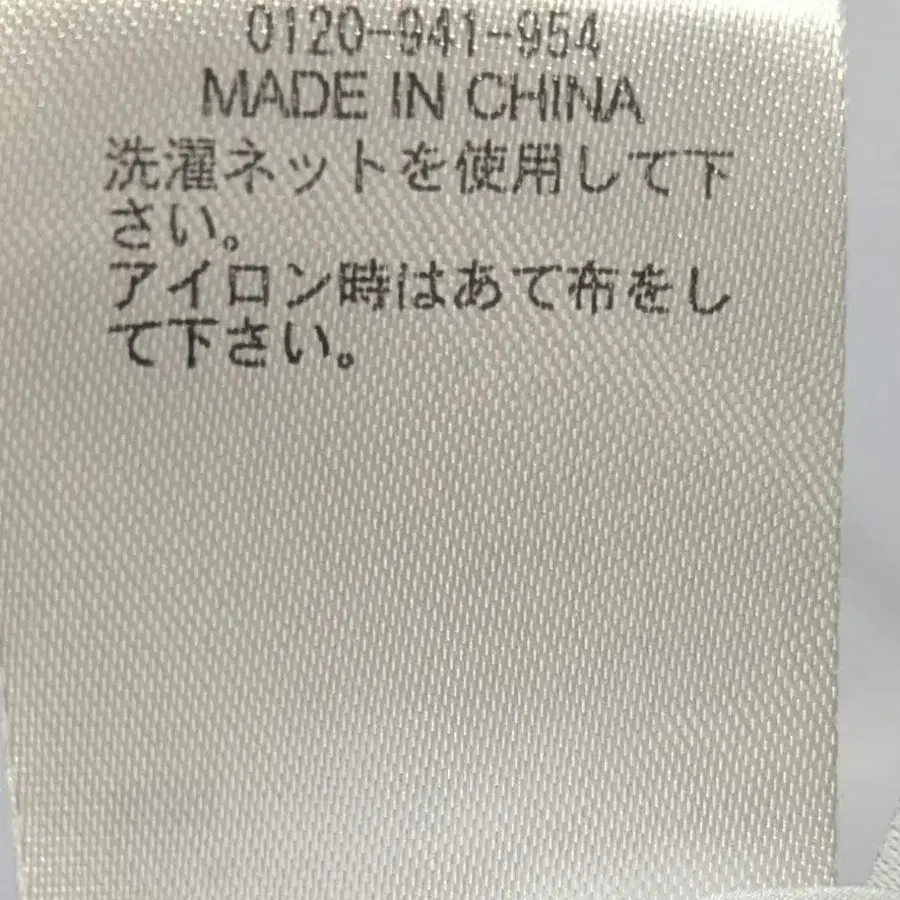 0120-941-954
MADE IN CHINA
洗濯ネットを使用して下
さい。
アイロン時はあて布をし
て下さい。